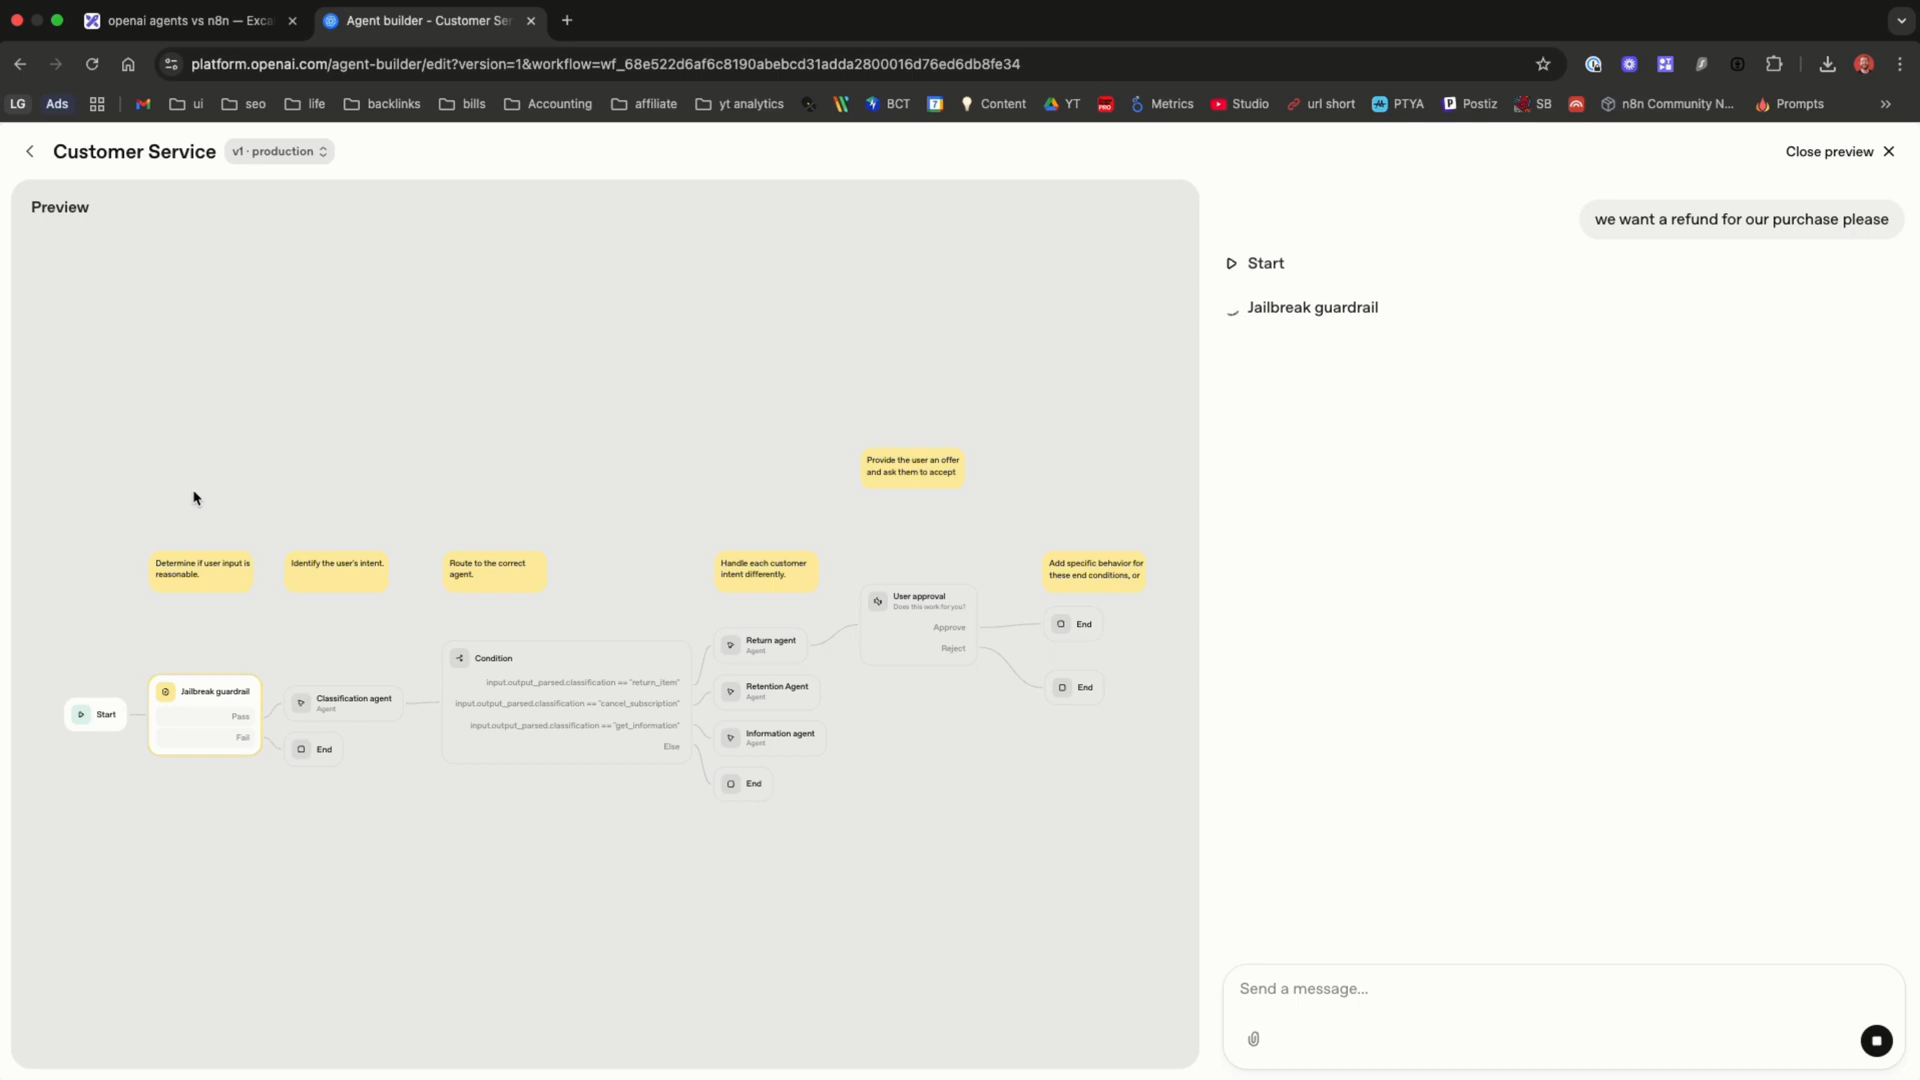 openai agents vs n8n — Exca
Agent builder - Customer Ser
platform.openai.com/agent-builder/edit?version=1&workflow=wf_68e522d6af6c8190abebcd31adda2800016d76ed6db8fe34
LG
Ads
ui
seo
life
backlinks
bills
Accounting
affiliate
yt analytics
BCT
Content
YT
Metrics
Studio
url short
PTYA
Postiz
SB
n8n Community N...
Prompts
Customer Service
v1 · production
Close preview
Preview
we want a refund for our purchase please
Start
Jailbreak guardrail
Provide the user an offer
and ask them to accept
Determine if user input is
reasonable.
Identify the user's intent.
Route to the correct
agent.
Handle each customer
intent differently.
Add specific behavior for
these end conditions, or
User approval
Does this work for you?
Approve
Reject
End
End
Start
Jailbreak guardrail
Pass
Fail
Classification agent
Agent
End
Condition
input.output_parsed.classification == "return_item"
input.output_parsed.classification == "cancel_subscription"
input.output_parsed.classification == "get_information"
Else
Return agent
Agent
Retention Agent
Agent
Information agent
Agent
End
Send a message...